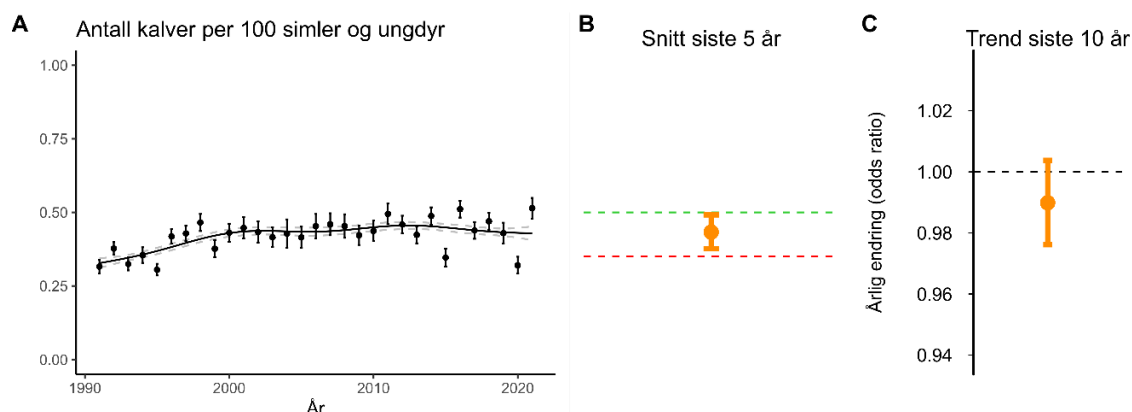 A
Antall kalver per 100 simler og ungdyr
1.00
0.75
0.50
0.25
0.00
1990
2000
2010
2020
År
B
Snitt siste 5 år
C
Trend siste 10 år
Årlig endring (odds ratio)
1.02
1.00
0.98
0.96
0.94